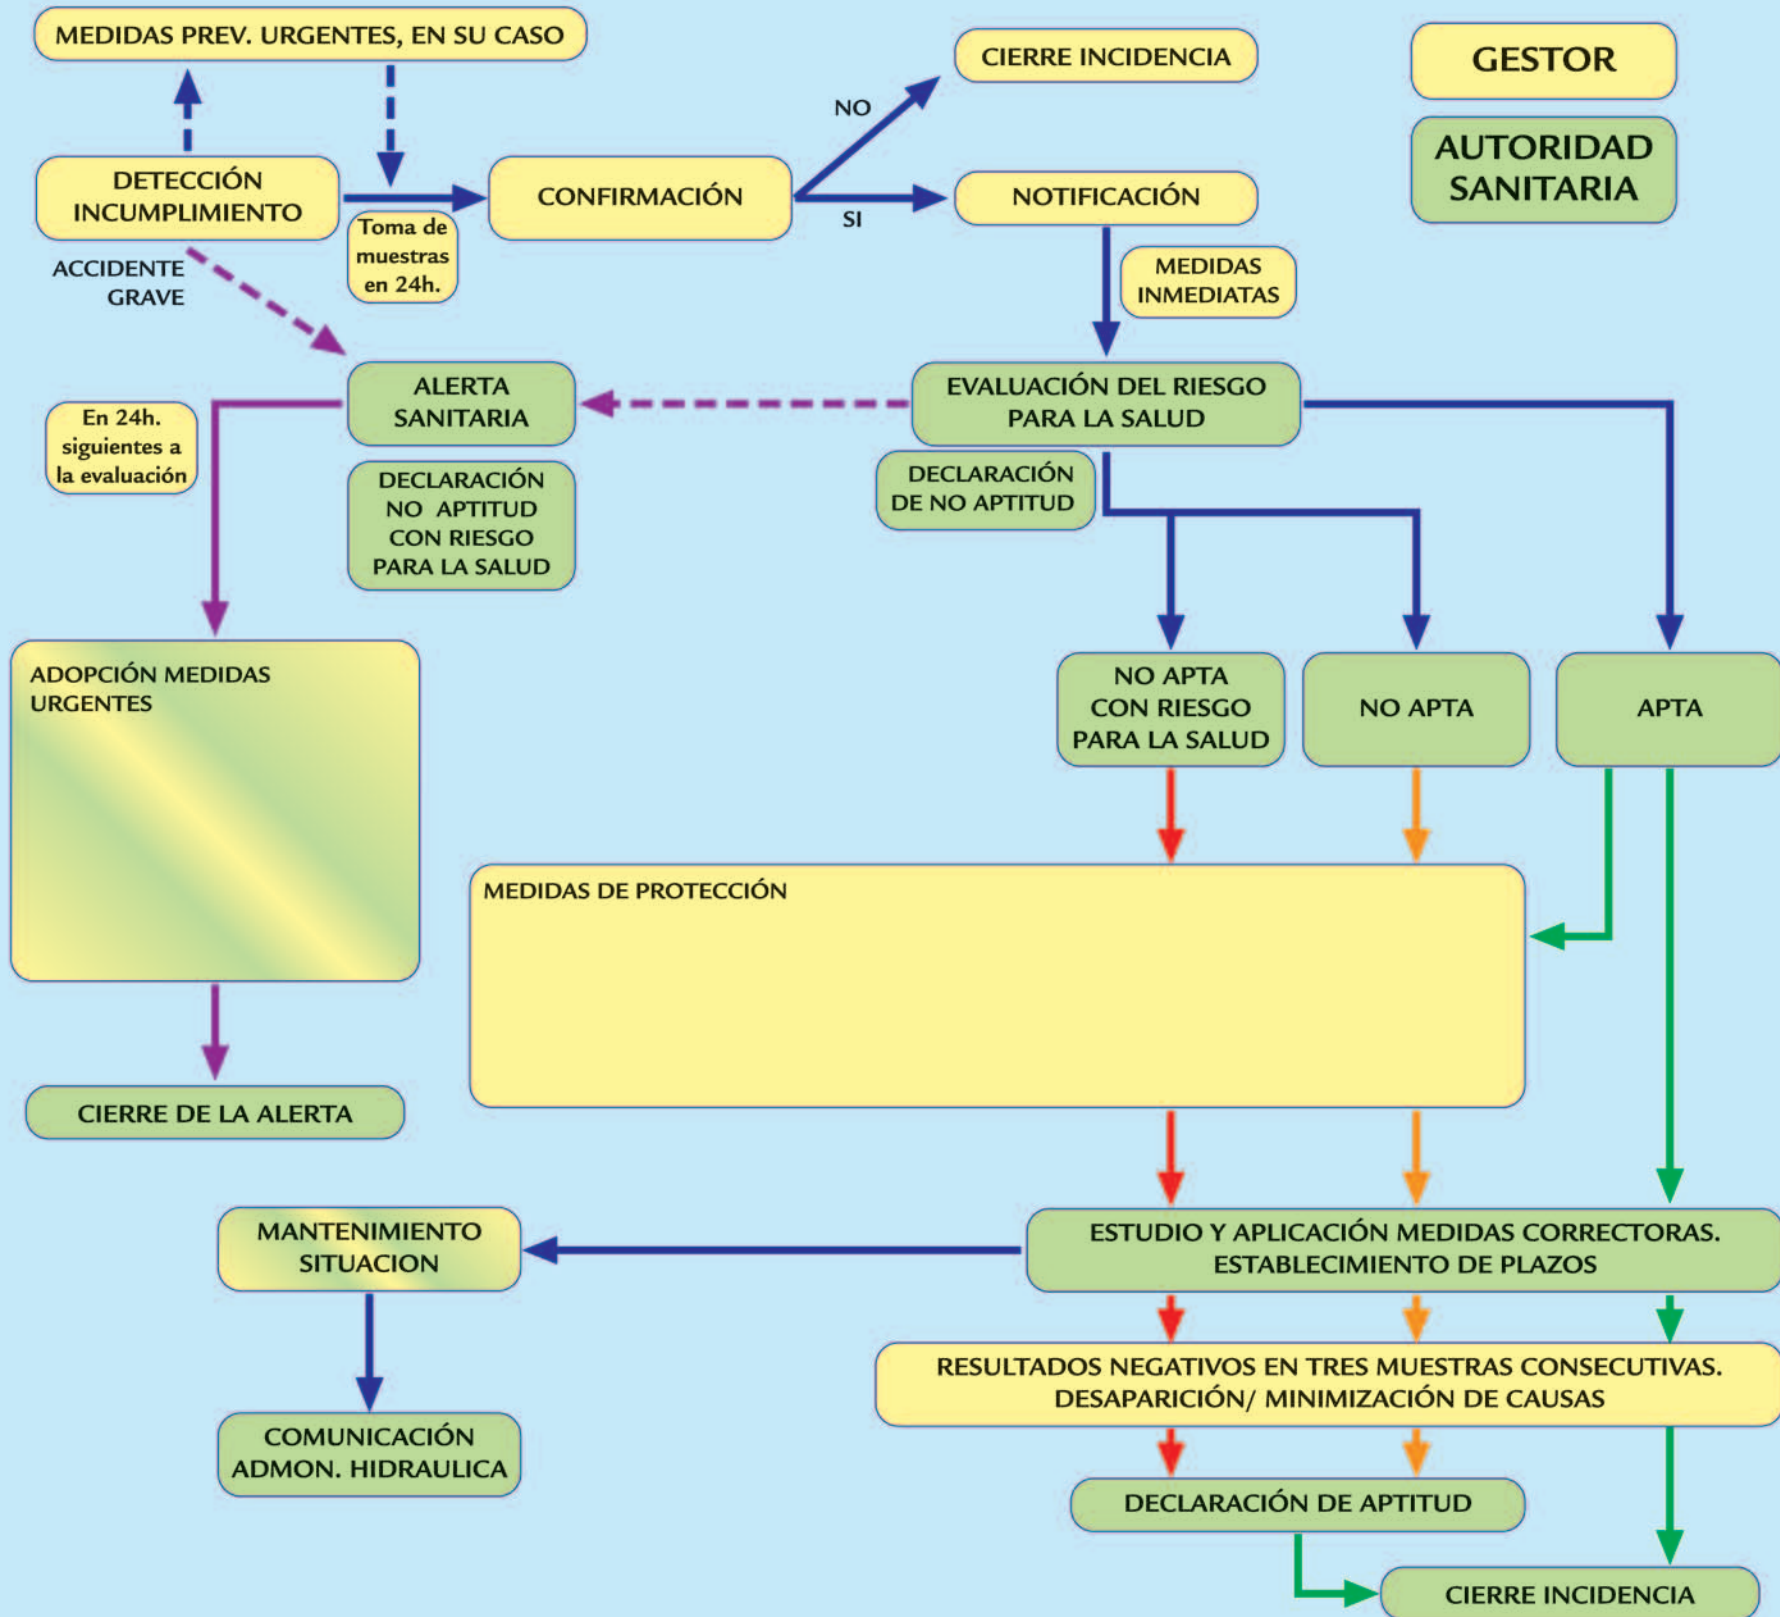 MEDIDAS PREV. URGENTES, EN SU CASO
CIERRE INCIDENCIA
GESTOR
NO
AUTORIDAD
SANITARIA
DETECCIÓN
INCUMPLIMIENTO
CONFIRMACIÓN
NOTIFICACIÓN
SI
Toma de
muestras
en 24h.
ACCIDENTE
GRAVE
MEDIDAS
INMEDIATAS
ALERTA
SANITARIA
EVALUACIÓN DEL RIESGO
PARA LA SALUD
En 24h.
siguientes a
la evaluación
DECLARACIÓN
NO APTITUD
CON RIESGO
PARA LA SALUD
DECLARACIÓN
DE NO APTITUD
ADOPCIÓN MEDIDAS
URGENTES
NO APTA
CON RIESGO
PARA LA SALUD
NO APTA
APTA
MEDIDAS DE PROTECCIÓN
CIERRE DE LA ALERTA
MANTENIMIENTO
SITUACION
ESTUDIO Y APLICACIÓN MEDIDAS CORRECTORAS.
ESTABLECIMIENTO DE PLAZOS
RESULTADOS NEGATIVOS EN TRES MUESTRAS CONSECUTIVAS.
DESAPARICIÓN/ MINIMIZACIÓN DE CAUSAS
COMUNICACIÓN
ADMON. HIDRAULICA
DECLARACIÓN DE APTITUD
CIERRE INCIDENCIA